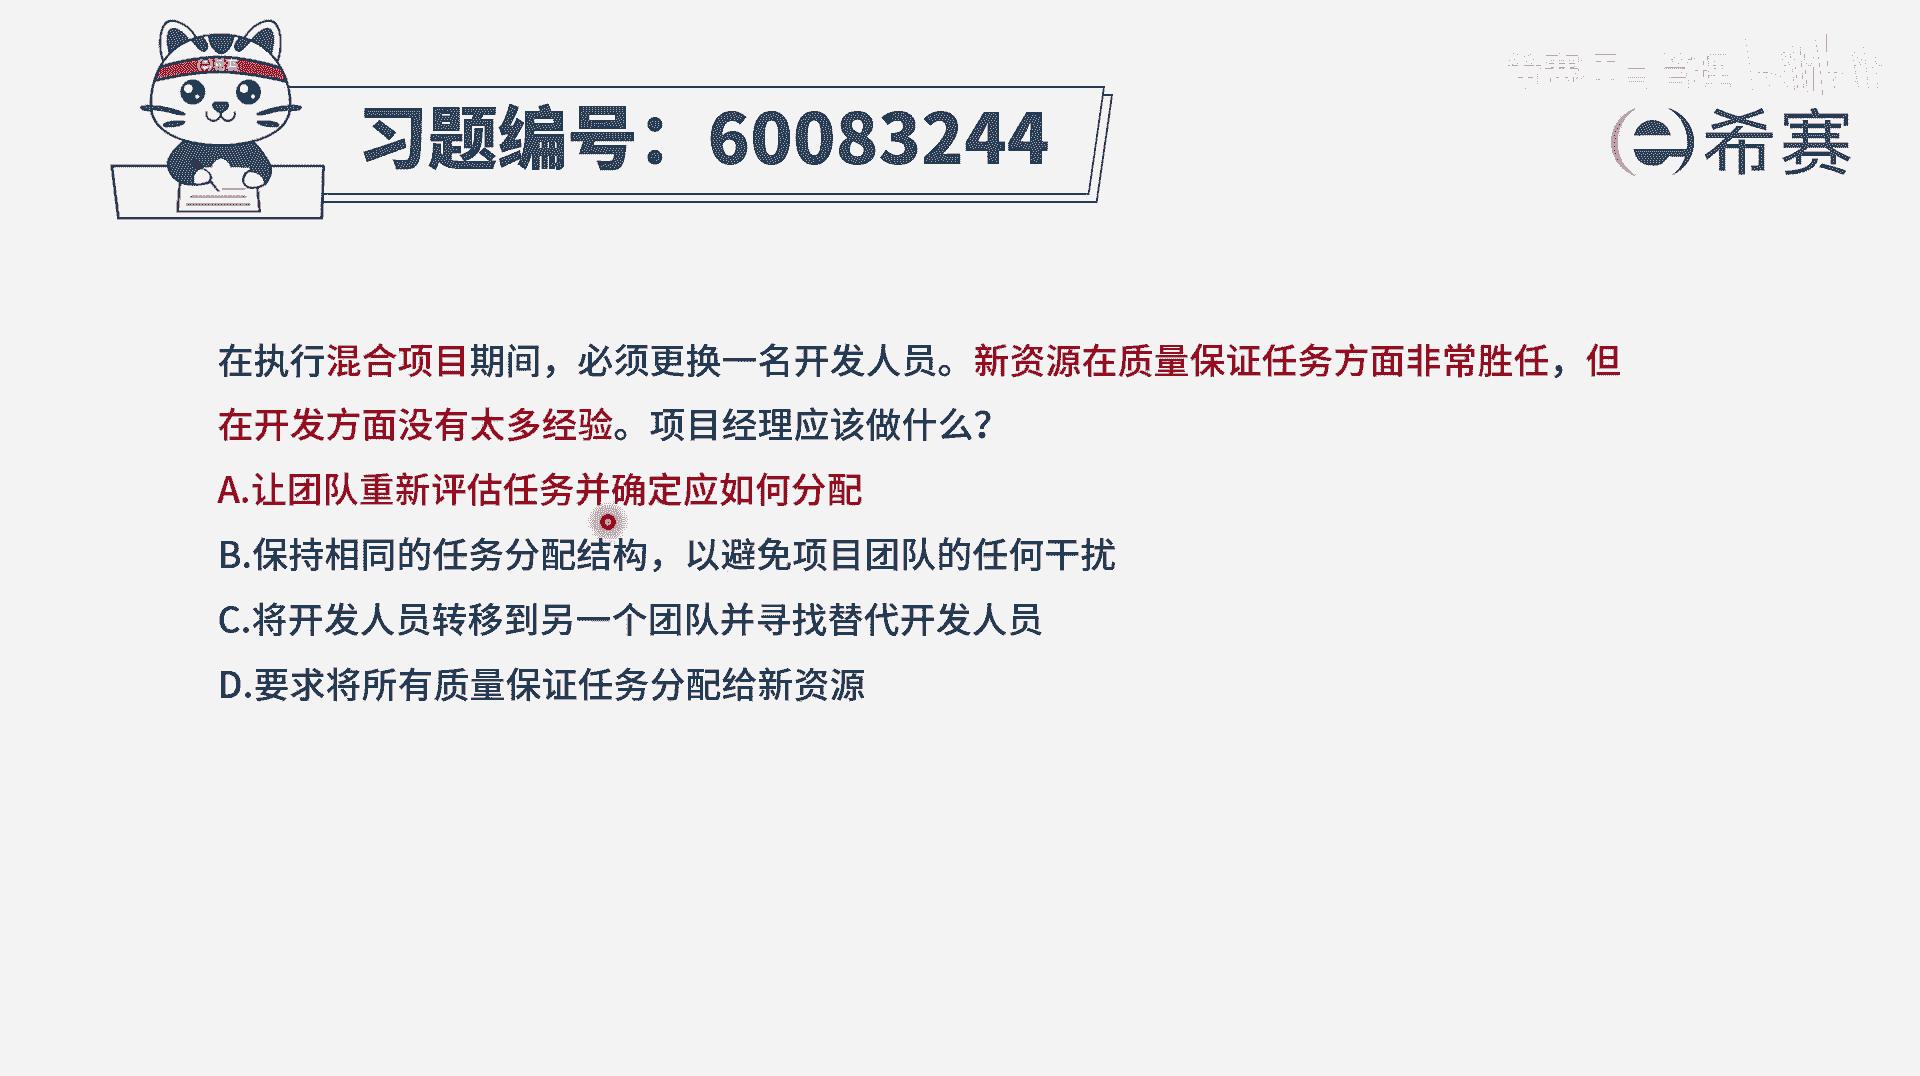 习题编号：60083244
希赛
在执行混合项目期间，必须更换一名开发人员。新资源在质量保证任务方面非常胜任，但
在开发方面没有太多经验。项目经理应该做什么？
A.让团队重新评估任务并确定应如何分配
B.保持相同的任务分配结构，以避免项目团队的任何干扰
C.将开发人员转移到另一个团队并寻找替代开发人员
D.要求将所有质量保证任务分配给新资源